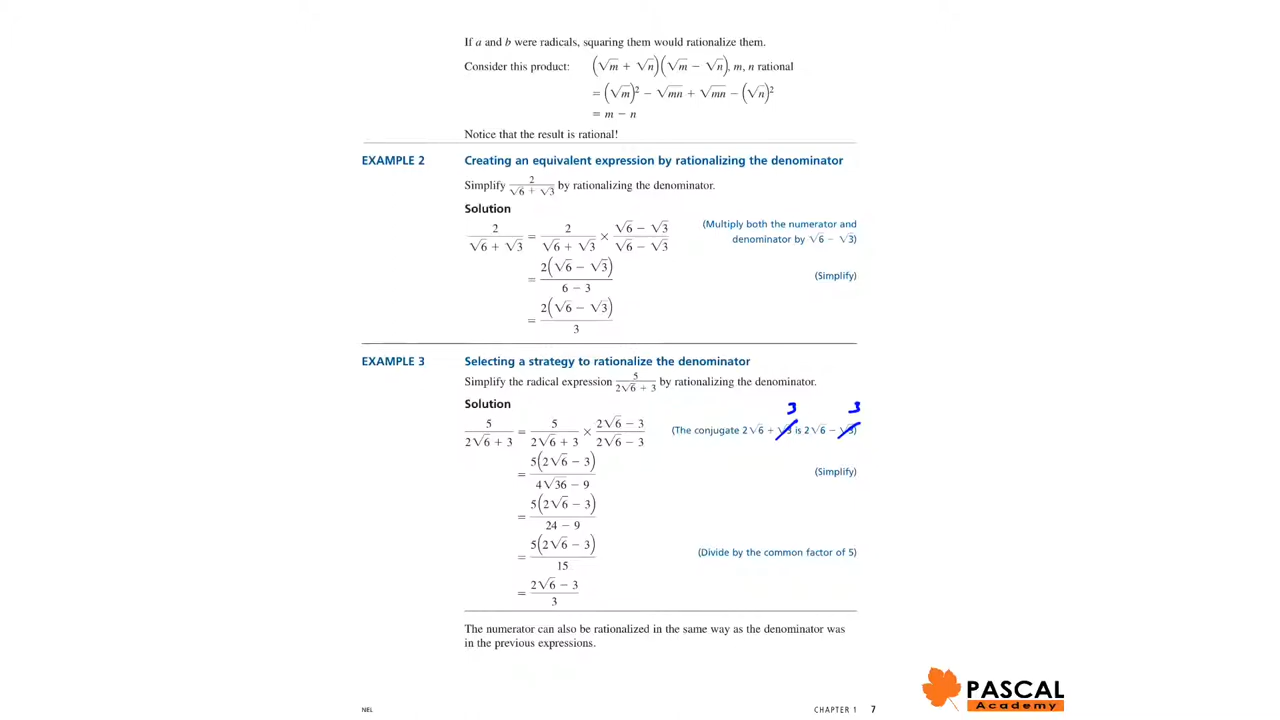 If a and b were radicals, squaring them would rationalize them.
Consider this product: (√m + √n)(√m − √n), m, n rational
= (√m)² − √mn + √mn − (√n)²
= m − n
Notice that the result is rational!
EXAMPLE 2 Creating an equivalent expression by rationalizing the denominator
Simplify 2/(√6 + √3) by rationalizing the denominator.
Solution
2/(√6 + √3) = 2/(√6 + √3) × (√6 − √3)/(√6 − √3) (Multiply both the numerator and
denominator by √6 − √3)
= 2(√6 − √3)/(6 − 3) (Simplify)
= 2(√6 − √3)/3
EXAMPLE 3 Selecting a strategy to rationalize the denominator
Simplify the radical expression 5/(2√6 + 3) by rationalizing the denominator.
Solution
3 3
5/(2√6 + 3) = 5/(2√6 + 3) × (2√6 − 3)/(2√6 − 3) (The conjugate 2√6 + √3 is 2√6 − √3)
= 5(2√6 − 3)/(4√36 − 9) (Simplify)
= 5(2√6 − 3)/(24 − 9)
= 5(2√6 − 3)/15 (Divide by the common factor of 5)
= (2√6 − 3)/3
The numerator can also be rationalized in the same way as the denominator was
in the previous expressions.
NEL CHAPTER 1 7
PASCAL
Academy